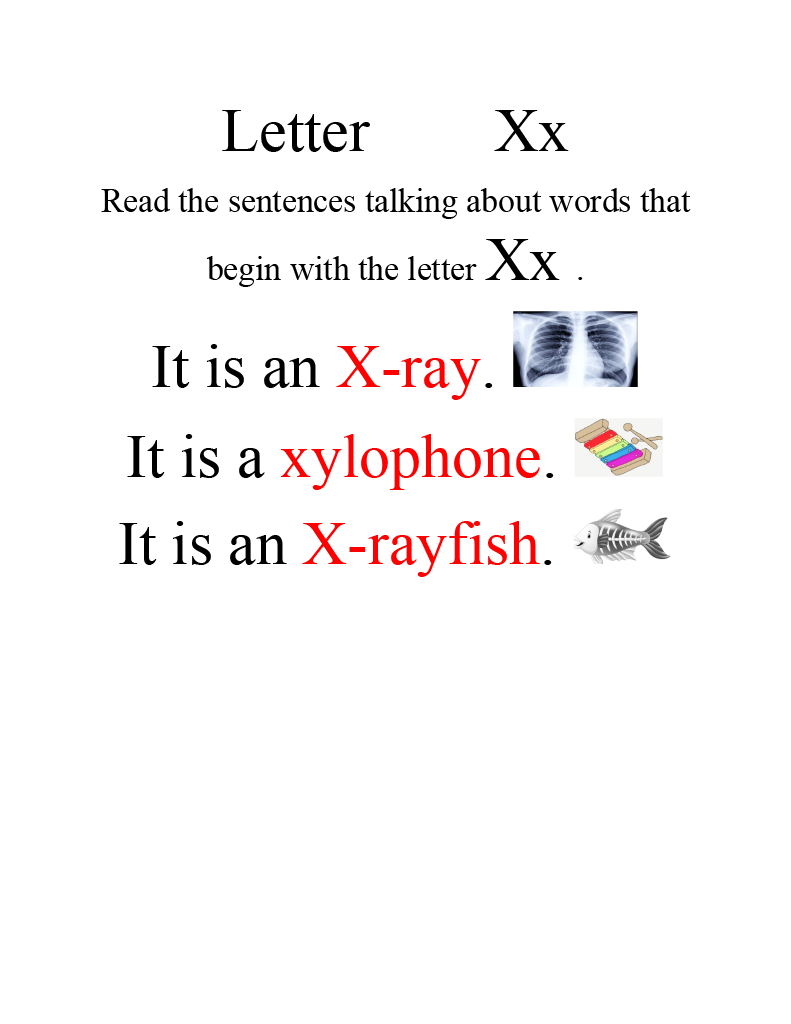 Letter Xx
Read the sentences talking about words that
begin with the letter Xx .
It is an X-ray.
It is a xylophone.
It is an X-rayfish.